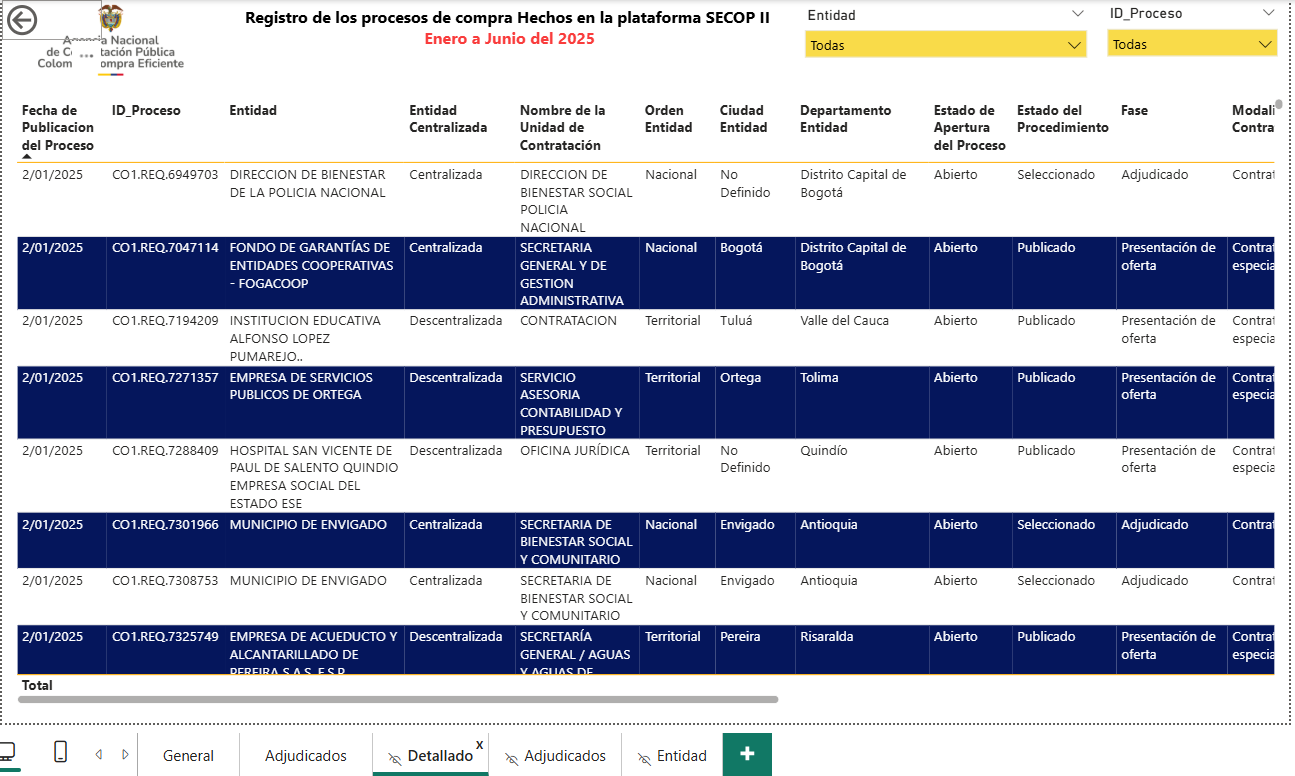 Registro de los procesos de compra Hechos en la plataforma SECOP II
Enero a Junio del 2025
Nacional
Pública
Colom ompra Eficiente
Entidad
Todas
ID_Proceso
Todas
Fecha de Publicacion del Proceso ID_Proceso Entidad Entidad Centralizada Nombre de la Unidad de Contratación Orden Entidad Ciudad Entidad Departamento Entidad Estado de Apertura del Proceso Estado del Procedimiento Fase Modali Contra
2/01/2025 CO1.REQ.6949703 DIRECCION DE BIENESTAR DE LA POLICIA NACIONAL Centralizada DIRECCION DE BIENESTAR SOCIAL POLICIA NACIONAL Nacional No Definido Distrito Capital de Bogotá Abierto Seleccionado Adjudicado Contrat
2/01/2025 CO1.REQ.7047114 FONDO DE GARANTÍAS DE ENTIDADES COOPERATIVAS - FOGACOOP Centralizada SECRETARIA GENERAL Y DE GESTION ADMINISTRATIVA Nacional Bogotá Distrito Capital de Bogotá Abierto Publicado Presentación de oferta Contrat especia
2/01/2025 CO1.REQ.7194209 INSTITUCION EDUCATIVA ALFONSO LOPEZ PUMAREJO.. Descentralizada CONTRATACION Territorial Tuluá Valle del Cauca Abierto Publicado Presentación de oferta Contrat especia
2/01/2025 CO1.REQ.7271357 EMPRESA DE SERVICIOS PUBLICOS DE ORTEGA Descentralizada SERVICIO ASESORIA CONTABILIDAD Y PRESUPUESTO Territorial Ortega Tolima Abierto Publicado Presentación de oferta Contrat especia
2/01/2025 CO1.REQ.7288409 HOSPITAL SAN VICENTE DE PAUL DE SALENTO QUINDIO EMPRESA SOCIAL DEL ESTADO ESE Descentralizada OFICINA JURÍDICA Territorial No Definido Quindío Abierto Publicado Presentación de oferta Contrat especia
2/01/2025 CO1.REQ.7301966 MUNICIPIO DE ENVIGADO Centralizada SECRETARIA DE BIENESTAR SOCIAL Y COMUNITARIO Nacional Envigado Antioquia Abierto Seleccionado Adjudicado Contrat
2/01/2025 CO1.REQ.7308753 MUNICIPIO DE ENVIGADO Centralizada SECRETARIA DE BIENESTAR SOCIAL Y COMUNITARIO Nacional Envigado Antioquia Abierto Seleccionado Adjudicado Contrat
2/01/2025 CO1.REQ.7325749 EMPRESA DE ACUEDUCTO Y ALCANTARILLADO DE PEREIRA S.A.S. E.S.P. Descentralizada SECRETARÍA GENERAL / AGUAS Y AGUAS DE Territorial Pereira Risaralda Abierto Publicado Presentación de oferta Contrat especia
Total
General
Adjudicados
Detallado x
Adjudicados
Entidad
+